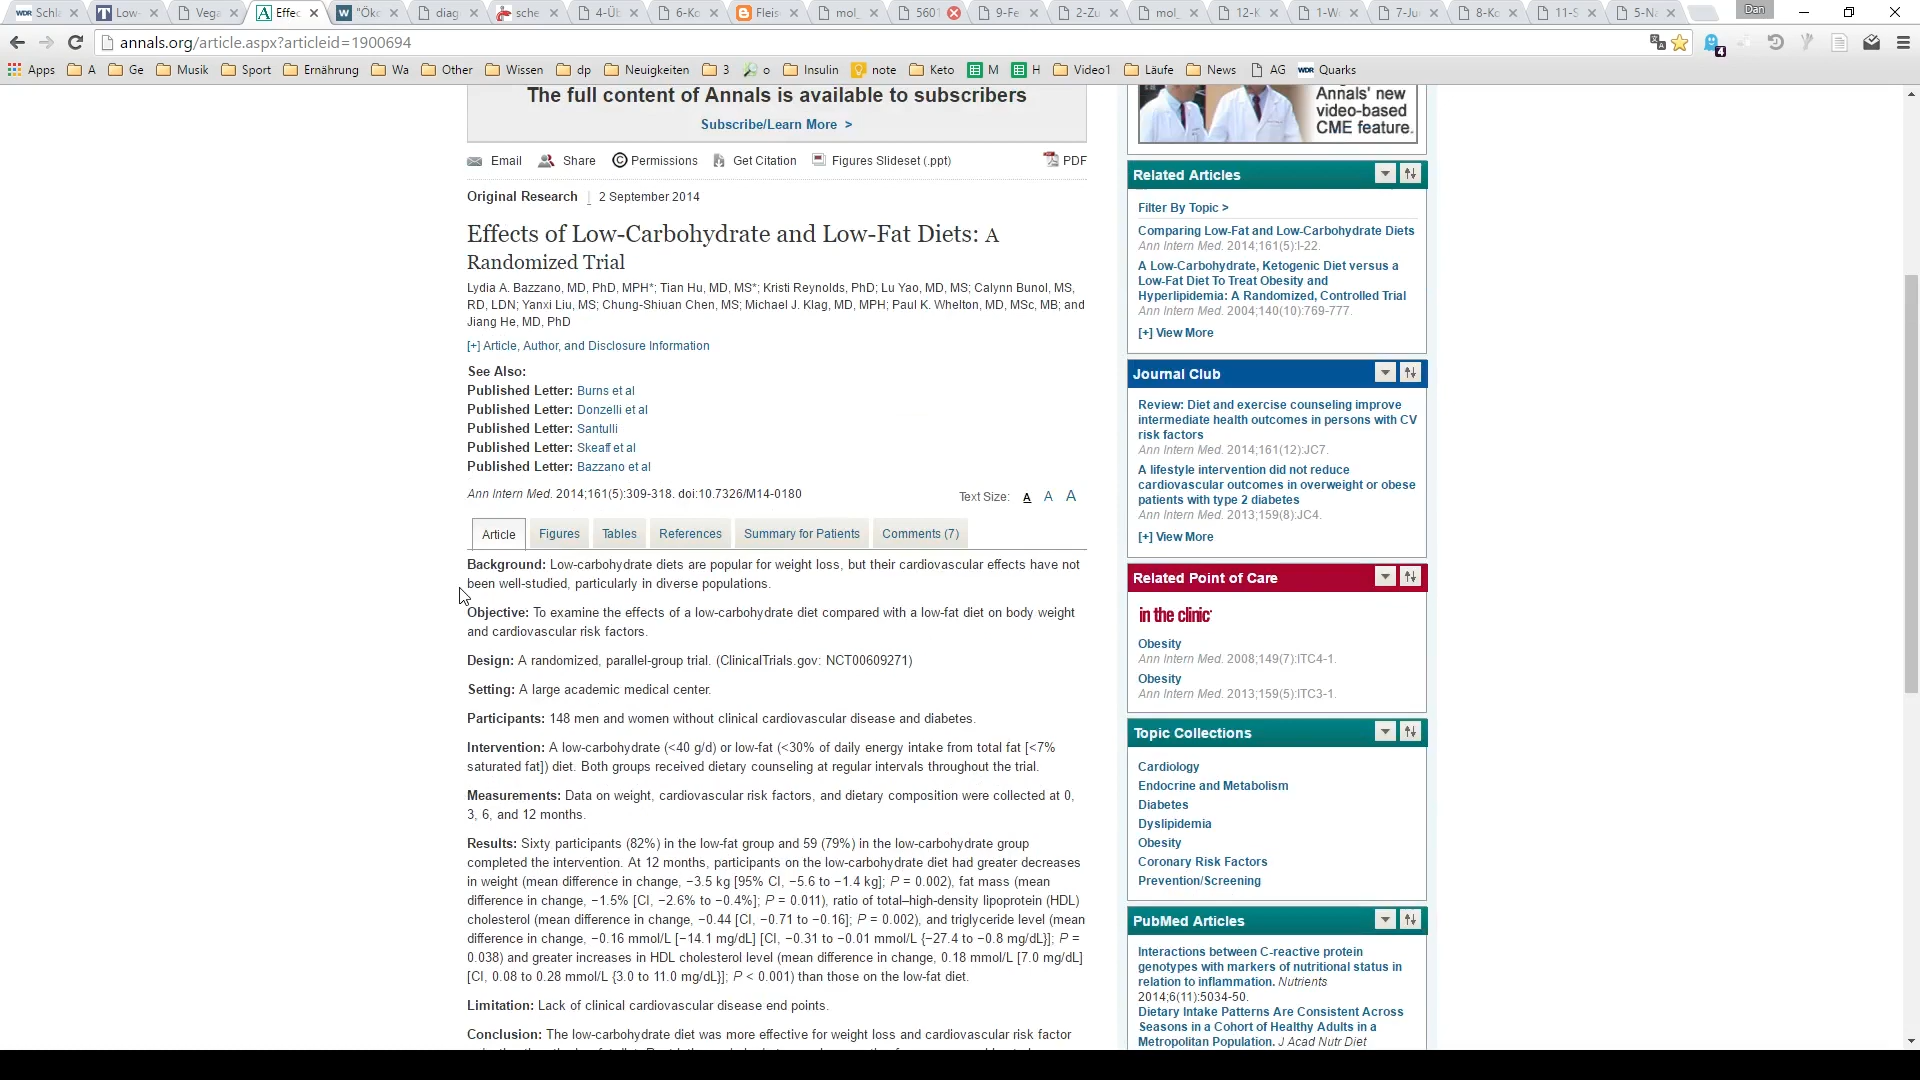 Schl
Low-
Vega
Effec
"Öko
diag
sche
4-Üb
6-Ko
Fleis
mol_
5601
9-Fe
2-Zu
mol_
12-K
1-W
7-Ju
8-Ko
11-S
5-Na
Dan
annals.org/article.aspx?articleid=1900694
4
Apps A Ge Musik Sport Ernährung Wa Other Wissen dp Neuigkeiten 3 o Insulin note Keto M H Video1 Läufe News AG Quarks
The full content of Annals is available to subscribers
Subscribe/Learn More >
Email Share Permissions Get Citation Figures Slideset (.ppt) PDF
Original Research | 2 September 2014
Effects of Low-Carbohydrate and Low-Fat Diets: A
Randomized Trial
Lydia A. Bazzano, MD, PhD, MPH*; Tian Hu, MD, MS*; Kristi Reynolds, PhD; Lu Yao, MD, MS; Calynn Bunol, MS,
RD, LDN; Yanxi Liu, MS; Chung-Shiuan Chen, MS; Michael J. Klag, MD, MPH; Paul K. Whelton, MD, MSc, MB; and
Jiang He, MD, PhD
[+] Article, Author, and Disclosure Information
See Also:
Published Letter: Burns et al
Published Letter: Donzelli et al
Published Letter: Santulli
Published Letter: Skeaff et al
Published Letter: Bazzano et al
Ann Intern Med. 2014;161(5):309-318. doi:10.7326/M14-0180
Text Size: A A A
Article Figures Tables References Summary for Patients Comments (7)
Background: Low-carbohydrate diets are popular for weight loss, but their cardiovascular effects have not
been well-studied, particularly in diverse populations.
Objective: To examine the effects of a low-carbohydrate diet compared with a low-fat diet on body weight
and cardiovascular risk factors.
Design: A randomized, parallel-group trial. (ClinicalTrials.gov: NCT00609271)
Setting: A large academic medical center.
Participants: 148 men and women without clinical cardiovascular disease and diabetes.
Intervention: A low-carbohydrate (<40 g/d) or low-fat (<30% of daily energy intake from total fat [<7%
saturated fat]) diet. Both groups received dietary counseling at regular intervals throughout the trial.
Measurements: Data on weight, cardiovascular risk factors, and dietary composition were collected at 0,
3, 6, and 12 months.
Results: Sixty participants (82%) in the low-fat group and 59 (79%) in the low-carbohydrate group
completed the intervention. At 12 months, participants on the low-carbohydrate diet had greater decreases
in weight (mean difference in change, −3.5 kg [95% CI, −5.6 to −1.4 kg]; P = 0.002), fat mass (mean
difference in change, −1.5% [CI, −2.6% to −0.4%]; P = 0.011), ratio of total–high-density lipoprotein (HDL)
cholesterol (mean difference in change, −0.44 [CI, −0.71 to −0.16]; P = 0.002), and triglyceride level (mean
difference in change, −0.16 mmol/L [−14.1 mg/dL] [CI, −0.31 to −0.01 mmol/L {−27.4 to −0.8 mg/dL}]; P =
0.038) and greater increases in HDL cholesterol level (mean difference in change, 0.18 mmol/L [7.0 mg/dL]
[CI, 0.08 to 0.28 mmol/L {3.0 to 11.0 mg/dL}]; P < 0.001) than those on the low-fat diet.
Limitation: Lack of clinical cardiovascular disease end points.
Conclusion: The low-carbohydrate diet was more effective for weight loss and cardiovascular risk factor
Annals' new
video-based
CME feature.
Related Articles
Filter By Topic >
Comparing Low-Fat and Low-Carbohydrate Diets
Ann Intern Med. 2014;161(5):I-22.
A Low-Carbohydrate, Ketogenic Diet versus a
Low-Fat Diet To Treat Obesity and
Hyperlipidemia: A Randomized, Controlled Trial
Ann Intern Med. 2004;140(10):769-777.
[+] View More
Journal Club
Review: Diet and exercise counseling improve
intermediate health outcomes in persons with CV
risk factors
Ann Intern Med. 2014;161(12):JC7.
A lifestyle intervention did not reduce
cardiovascular outcomes in overweight or obese
patients with type 2 diabetes
Ann Intern Med. 2013;159(8):JC4.
[+] View More
Related Point of Care
in the clinic
Obesity
Ann Intern Med. 2008;149(7):ITC4-1.
Obesity
Ann Intern Med. 2013;159(5):ITC3-1.
Topic Collections
Cardiology
Endocrine and Metabolism
Diabetes
Dyslipidemia
Obesity
Coronary Risk Factors
Prevention/Screening
PubMed Articles
Interactions between C-reactive protein
genotypes with markers of nutritional status in
relation to inflammation. Nutrients
2014;6(11):5034-50.
Dietary Intake Patterns Are Consistent Across
Seasons in a Cohort of Healthy Adults in a
Metropolitan Population. J Acad Nutr Diet